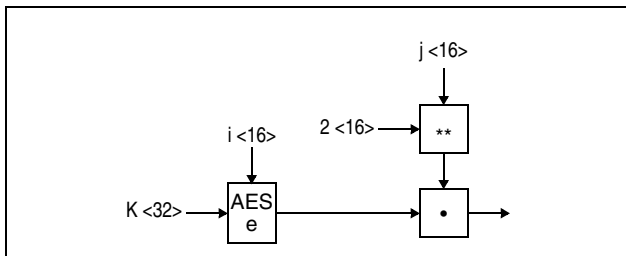 j <16>
2 <16>
**
i <16>
K <32>
AES
e
•